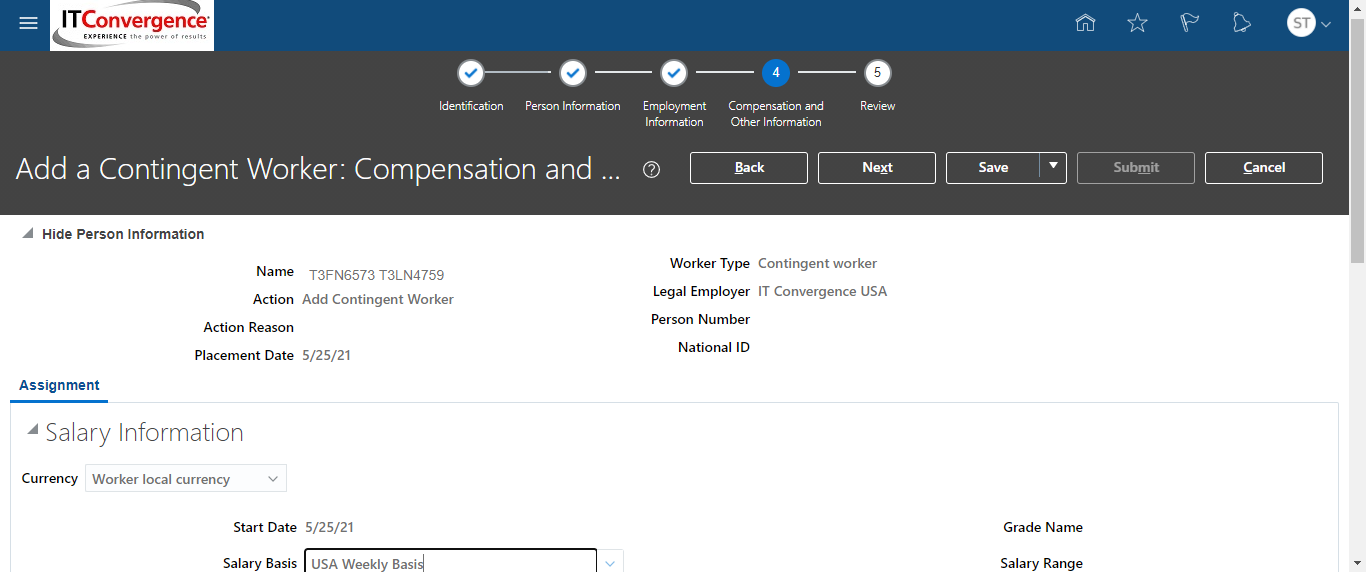 ITConvergence
EXPERIENCE the power of results
ST
4
5
Identification
Person Information
Employment Information
Compensation and Other Information
Review
Add a Contingent Worker: Compensation and ...
?
Back
Next
Save
Submit
Cancel
Hide Person Information
Name T3FN6573 T3LN4759
Action Add Contingent Worker
Action Reason
Placement Date 5/25/21
Worker Type Contingent worker
Legal Employer IT Convergence USA
Person Number
National ID
Assignment
Salary Information
Currency Worker local currency
Start Date 5/25/21
Grade Name
Salary Basis USA Weekly Basis
Salary Range